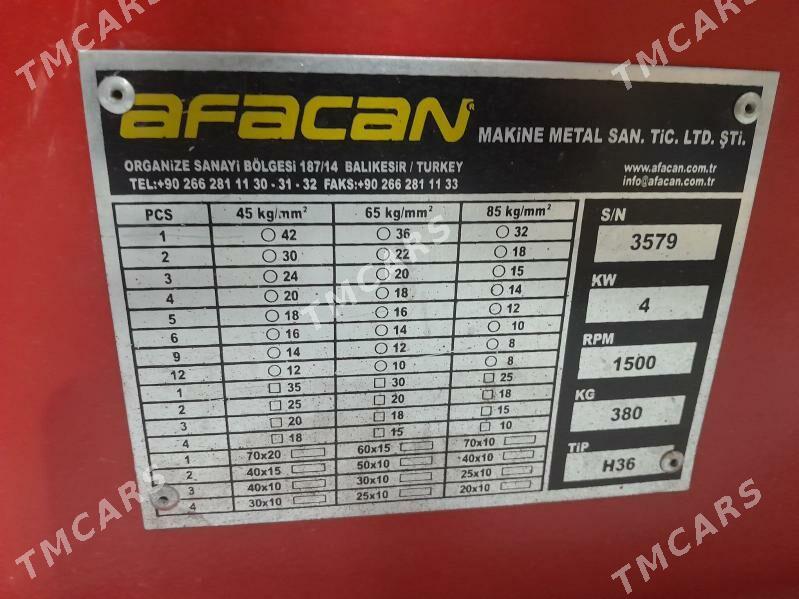 afacan® MAKiNE METAL SAN. TiC. LTD. ŞTi.
ORGANiZE SANAYi BÖLGESi 187/14 BALIKESiR / TURKEY
TEL:+90 266 281 11 30 - 31 - 32 FAKS:+90 266 281 11 33
www.afacan.com.tr
info@afacan.com.tr
PCS 45 kg/mm² 65 kg/mm² 85 kg/mm²
1 ○ 42 ○ 36 ○ 32
2 ○ 30 ○ 22 ○ 18
3 ○ 24 ○ 20 ○ 15
4 ○ 20 ○ 18 ○ 14
5 ○ 18 ○ 16 ○ 12
6 ○ 16 ○ 14 ○ 10
9 ○ 14 ○ 12 ○ 8
12 ○ 12 ○ 10 ○ 8
1 □ 35 □ 30 □ 25
2 □ 25 □ 20 □ 18
3 □ 20 □ 18 □ 15
4 □ 18 □ 15 □ 10
1 70x20 60x15 70x10
2 40x15 50x10 40x10
3 40x10 30x10 25x10
4 30x10 25x10 20x10
S/N
3579
KW
4
RPM
1500
KG
380
TiP
H36
TMCARS
TMCARS
TMCARS
TMCARS
TMCARS
TMCARS
TMCARS